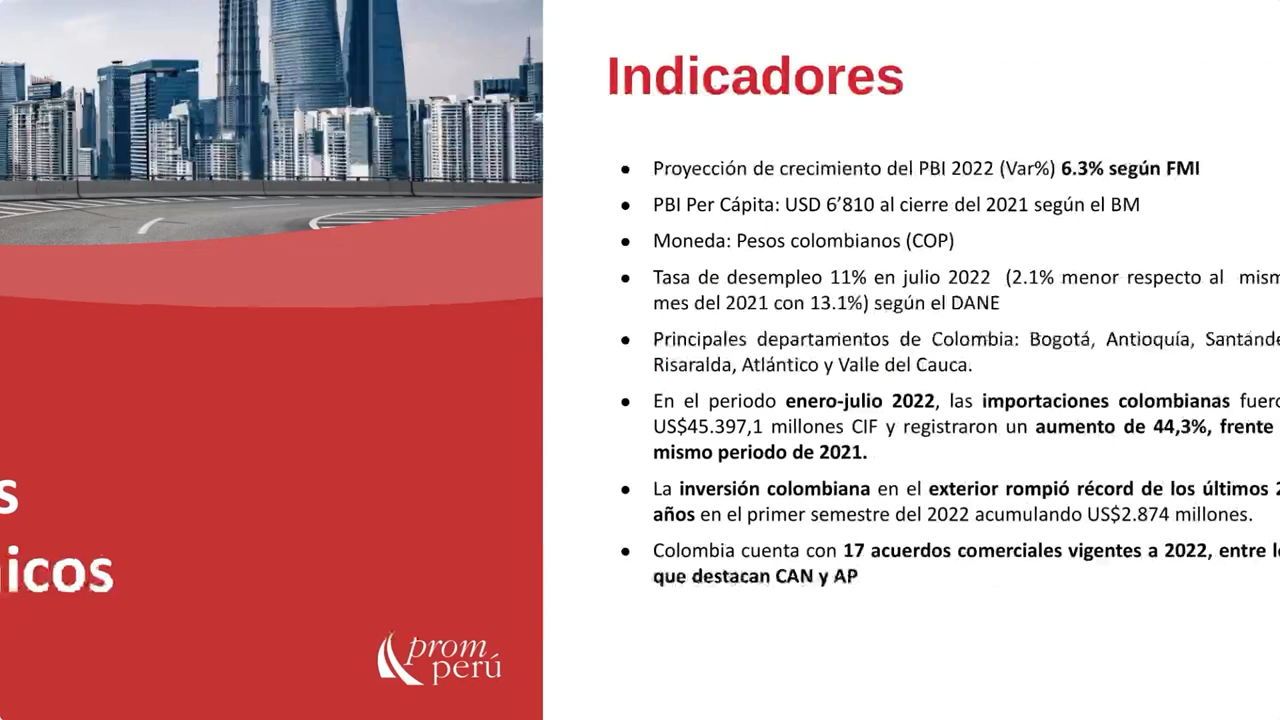 Indicadores
● Proyección de crecimiento del PBI 2022 (Var%) 6.3% según FMI
● PBI Per Cápita: USD 6’810 al cierre del 2021 según el BM
● Moneda: Pesos colombianos (COP)
● Tasa de desempleo 11% en julio 2022 (2.1% menor respecto al mism
mes del 2021 con 13.1%) según el DANE
● Principales departamentos de Colombia: Bogotá, Antioquía, Santande
Risaralda, Atlántico y Valle del Cauca.
● En el periodo enero-julio 2022, las importaciones colombianas fuero
US$45.397,1 millones CIF y registraron un aumento de 44,3%, frente
mismo periodo de 2021.
● La inversión colombiana en el exterior rompió récord de los últimos 2
años en el primer semestre del 2022 acumulando US$2.874 millones.
● Colombia cuenta con 17 acuerdos comerciales vigentes a 2022, entre lo
que destacan CAN y AP
s
icos
prom
perú